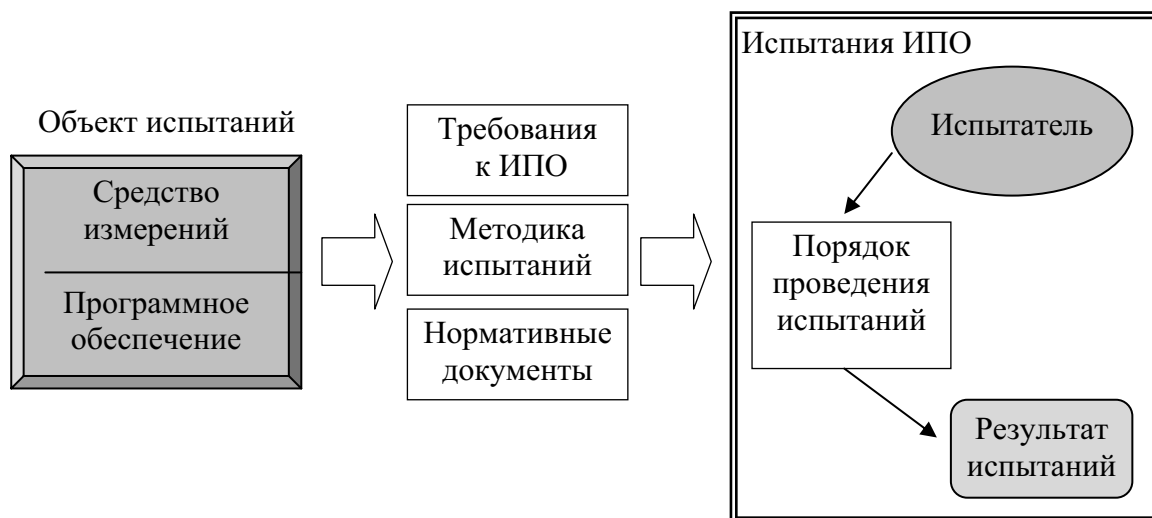 Объект испытаний
Средство
измерений
Программное
обеспечение
Требования
к ИПО
Методика
испытаний
Нормативные
документы
Испытания ИПО
Испытатель
Порядок
проведения
испытаний
Результат
испытаний